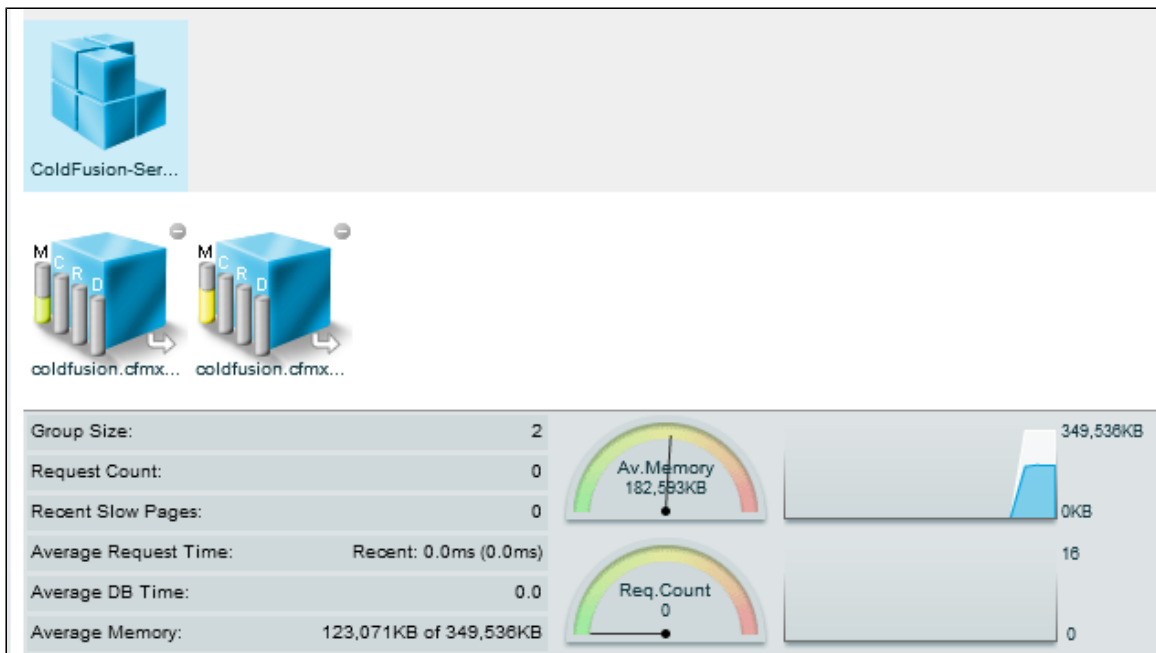 ColdFusion-Ser...
M C R D
M C R D
coldfusion.cfmx...
coldfusion.cfmx...
Group Size: 2
Request Count: 0
Recent Slow Pages: 0
Average Request Time: Recent: 0.0ms (0.0ms)
Average DB Time: 0.0
Average Memory: 123,071KB of 349,536KB
Av.Memory
182,593KB
349,536KB
0KB
Req.Count
0
16
0